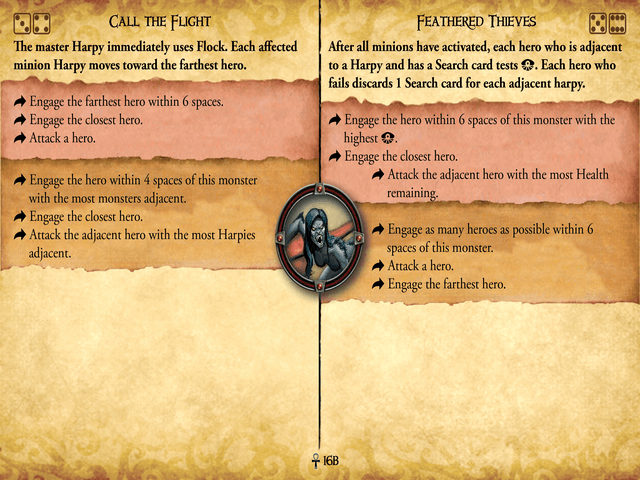 Call the Flight
The master Harpy immediately uses Flock. Each affected
minion Harpy moves toward the farthest hero.
Engage the farthest hero within 6 spaces.
Engage the closest hero.
Attack a hero.
Engage the hero within 4 spaces of this monster
with the most monsters adjacent.
Engage the closest hero.
Attack the adjacent hero with the most Harpies
adjacent.
Feathered Thieves
After all minions have activated, each hero who is adjacent
to a Harpy and has a Search card tests . Each hero who
fails discards 1 Search card for each adjacent harpy.
Engage the hero within 6 spaces of this monster with the
highest .
Engage the closest hero.
Attack the adjacent hero with the most Health
remaining.
Engage as many heroes as possible within 6
spaces of this monster.
Attack a hero.
Engage the farthest hero.
16B